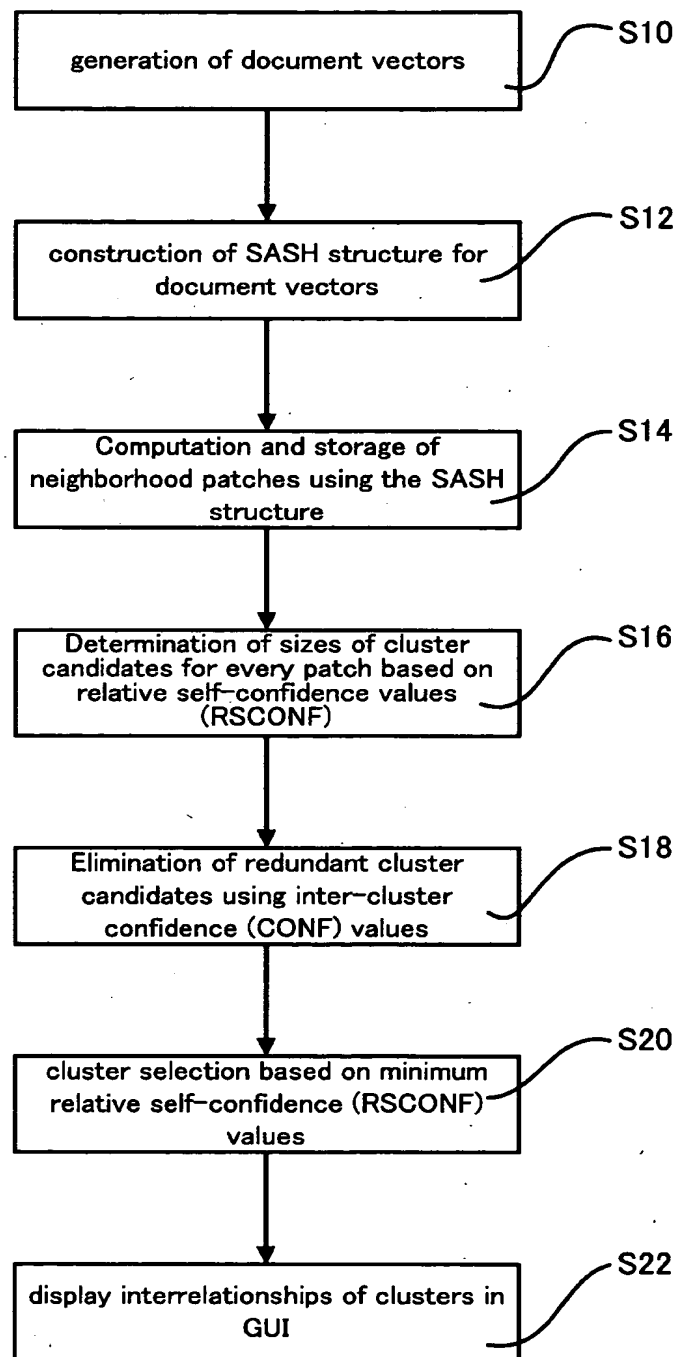 generation of document vectors
S10
construction of SASH structure for
document vectors
S12
Computation and storage of
neighborhood patches using the SASH
structure
S14
Determination of sizes of cluster
candidates for every patch based on
relative self-confidence values
(RSCONF)
S16
Elimination of redundant cluster
candidates using inter-cluster
confidence (CONF) values
S18
cluster selection based on minimum
relative self-confidence (RSCONF)
values
S20
display interrelationships of clusters in
GUI
S22